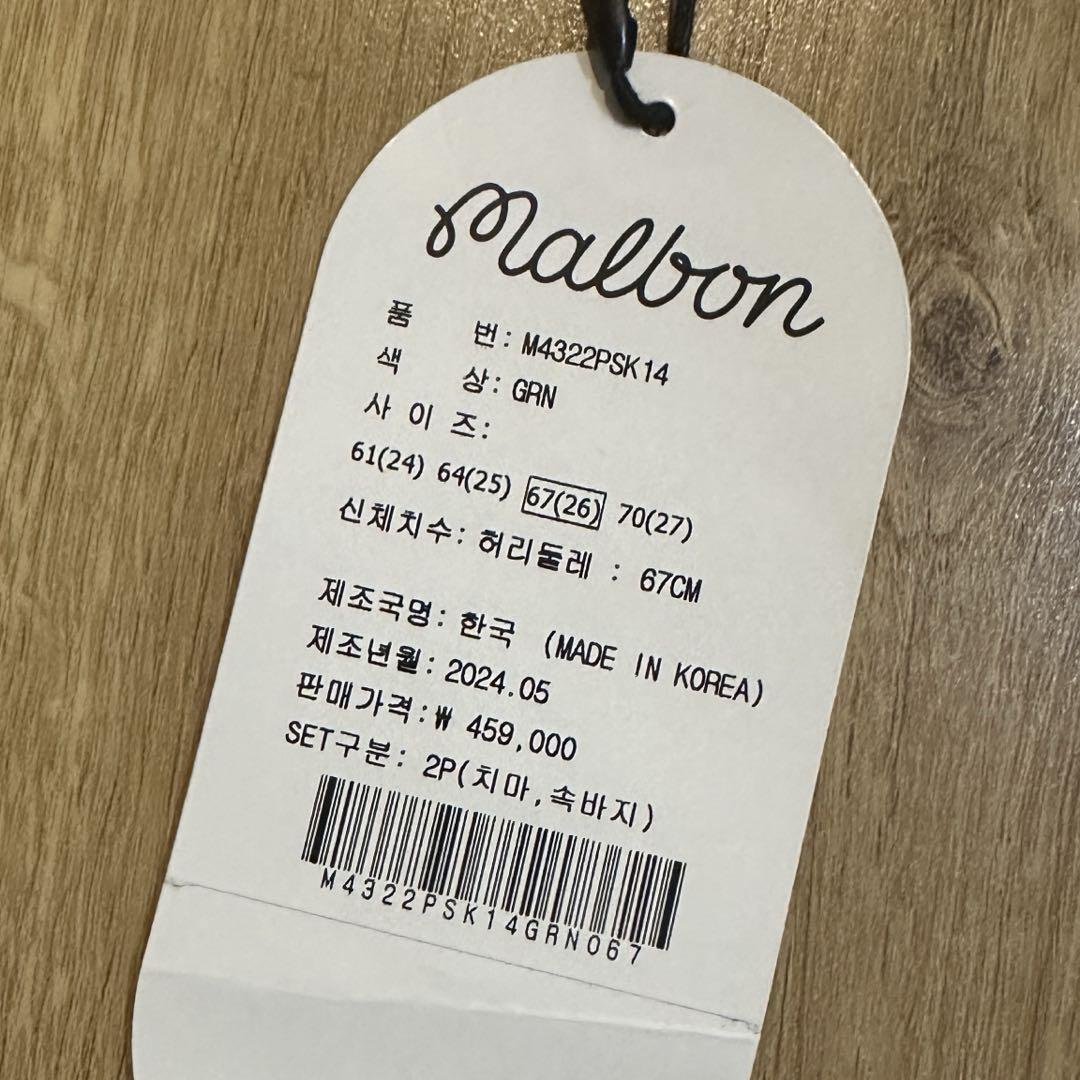 malbon
품 번: M4322PSK14
색 상: GRN
사 이 즈:
61(24) 64(25) 67(26) 70(27)
신체치수: 허리둘레 : 67CM
제조국명: 한국 (MADE IN KOREA)
제조년월: 2024.05
판매가격:₩ 459,000
SET구분: 2P(치마,속바지)
M4322PSK14GRN067